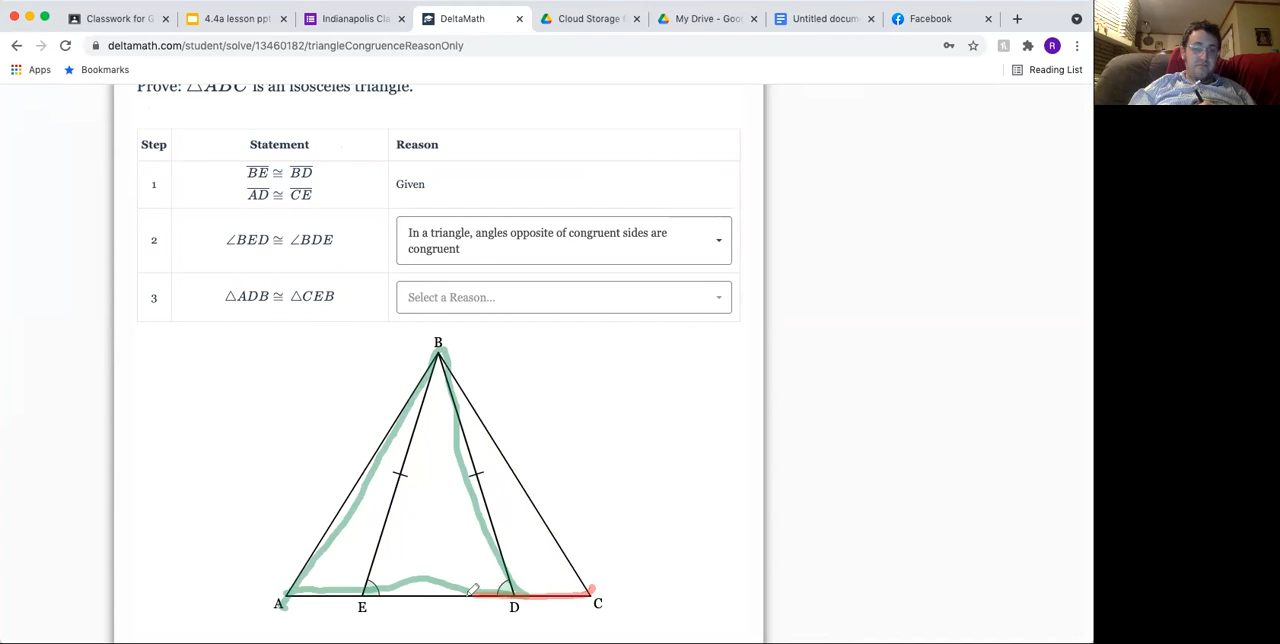 Classwork for G
4.4a lesson ppt
Indianapolis Cla
DeltaMath
Cloud Storage f
My Drive - Goog
Untitled docum
Facebook
deltamath.com/student/solve/13460182/triangleCongruenceReasonOnly
R
Apps
Bookmarks
Reading List
Prove: △ABC is an isosceles triangle.
Step Statement Reason
1 BE ≅ BD
AD ≅ CE Given
2 ∠BED ≅ ∠BDE In a triangle, angles opposite of congruent sides are
congruent
3 △ADB ≅ △CEB Select a Reason...
B
A E D C